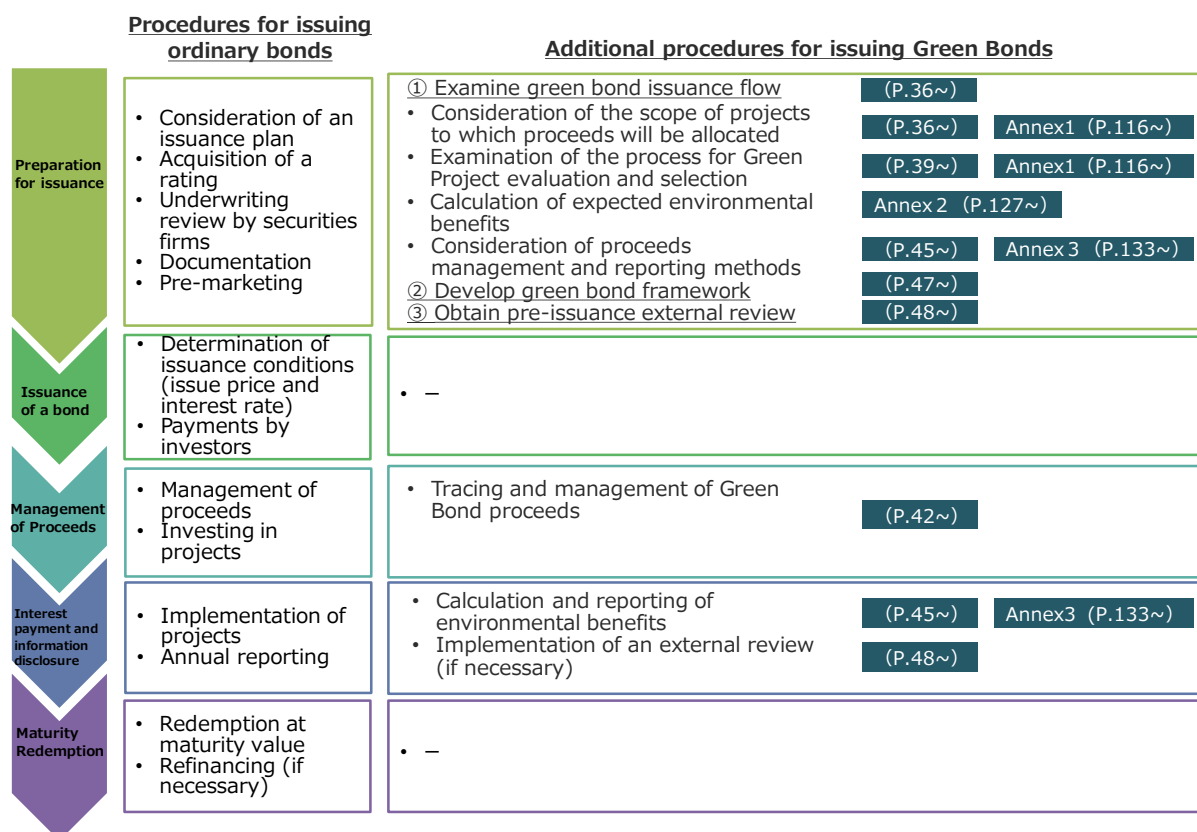 Procedures for issuing
ordinary bonds
Additional procedures for issuing Green Bonds
Preparation
for issuance
• Consideration of an
issuance plan
• Acquisition of a
rating
• Underwriting
review by securities
firms
• Documentation
• Pre-marketing
① Examine green bond issuance flow (P.36~)
• Consideration of the scope of projects
to which proceeds will be allocated (P.36~) Annex1 (P.116~)
• Examination of the process for Green
Project evaluation and selection (P.39~) Annex1 (P.116~)
• Calculation of expected environmental
benefits Annex 2 (P.127~)
• Consideration of proceeds
management and reporting methods (P.45~) Annex 3 (P.133~)
② Develop green bond framework (P.47~)
③ Obtain pre-issuance external review (P.48~)
Issuance
of a bond
• Determination of
issuance conditions
(issue price and
interest rate)
• Payments by
investors
• –
Management
of Proceeds
• Management of
proceeds
• Investing in
projects
• Tracing and management of Green
Bond proceeds (P.42~)
Interest
payment and
information
disclosure
• Implementation of
projects
• Annual reporting
• Calculation and reporting of
environmental benefits (P.45~) Annex3 (P.133~)
• Implementation of an external review
(if necessary) (P.48~)
Maturity
Redemption
• Redemption at
maturity value
• Refinancing (if
necessary)
• –